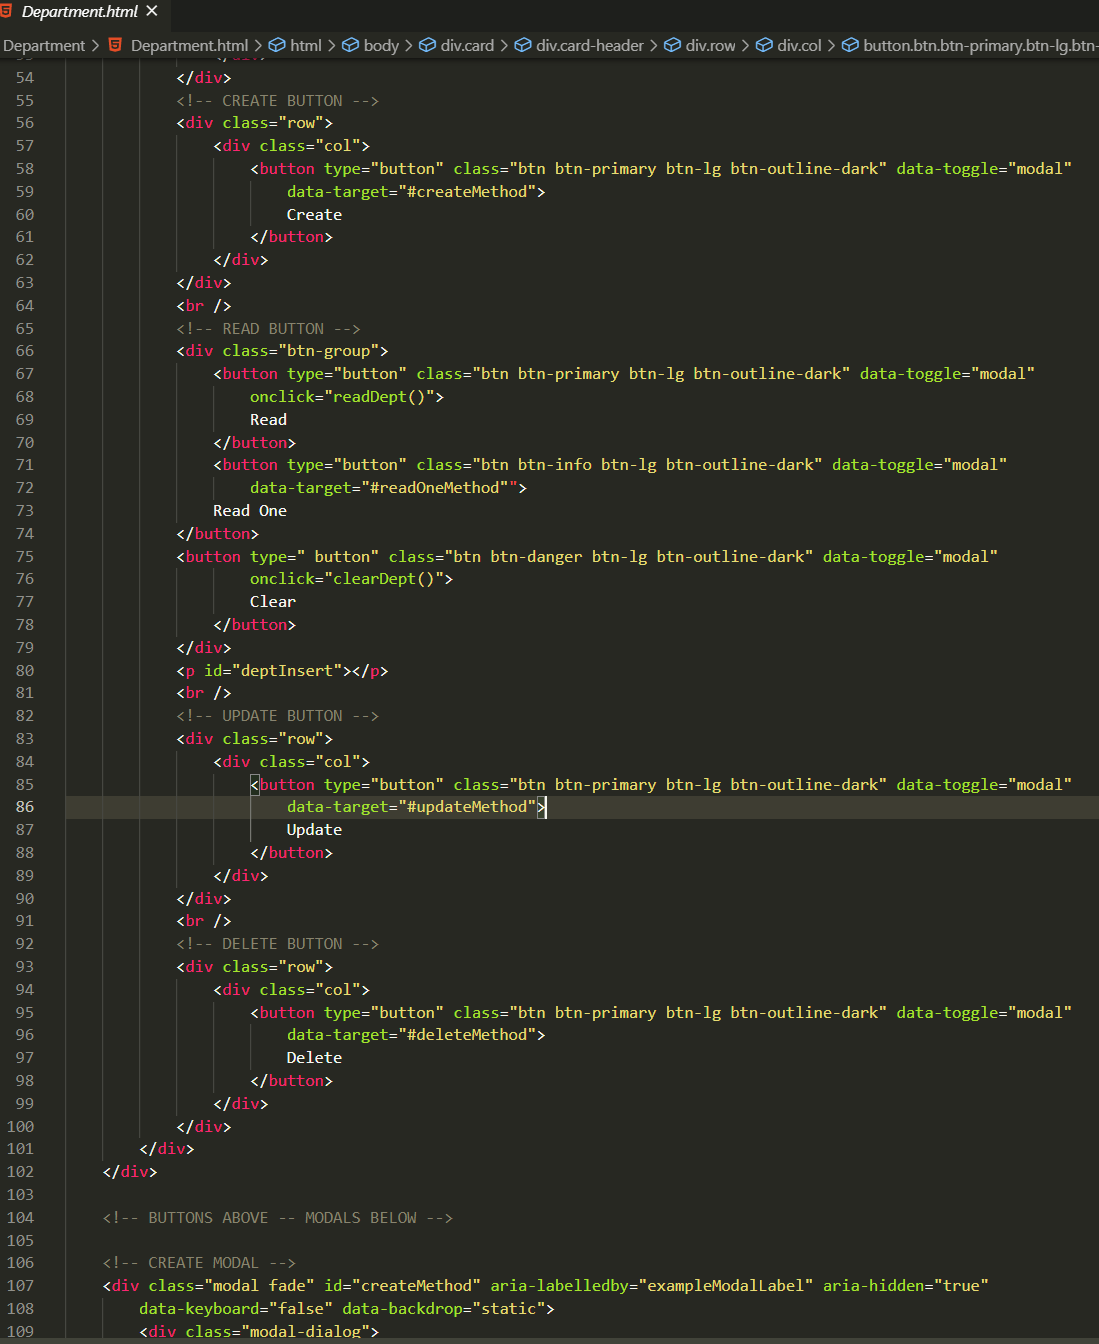 Department.html ×
Department > Department.html > html > body > div.card > div.card-header > div.row > div.col > button.btn.btn-primary.btn-lg.btn-
53 </div>
54 </div>
55 <!-- CREATE BUTTON -->
56 <div class="row">
57 <div class="col">
58 <button type="button" class="btn btn-primary btn-lg btn-outline-dark" data-toggle="modal"
59 data-target="#createMethod">
60 Create
61 </button>
62 </div>
63 </div>
64 <br />
65 <!-- READ BUTTON -->
66 <div class="btn-group">
67 <button type="button" class="btn btn-primary btn-lg btn-outline-dark" data-toggle="modal"
68 onclick="readDept()">
69 Read
70 </button>
71 <button type="button" class="btn btn-info btn-lg btn-outline-dark" data-toggle="modal"
72 data-target="#readOneMethod"">
73 Read One
74 </button>
75 <button type=" button" class="btn btn-danger btn-lg btn-outline-dark" data-toggle="modal"
76 onclick="clearDept()">
77 Clear
78 </button>
79 </div>
80 <p id="deptInsert"></p>
81 <br />
82 <!-- UPDATE BUTTON -->
83 <div class="row">
84 <div class="col">
85 <button type="button" class="btn btn-primary btn-lg btn-outline-dark" data-toggle="modal"
86 data-target="#updateMethod">
87 Update
88 </button>
89 </div>
90 </div>
91 <br />
92 <!-- DELETE BUTTON -->
93 <div class="row">
94 <div class="col">
95 <button type="button" class="btn btn-primary btn-lg btn-outline-dark" data-toggle="modal"
96 data-target="#deleteMethod">
97 Delete
98 </button>
99 </div>
100 </div>
101 </div>
102 </div>
103
104 <!-- BUTTONS ABOVE -- MODALS BELOW -->
105
106 <!-- CREATE MODAL -->
107 <div class="modal fade" id="createMethod" aria-labelledby="exampleModalLabel" aria-hidden="true"
108 data-keyboard="false" data-backdrop="static">
109 <div class="modal-dialog">